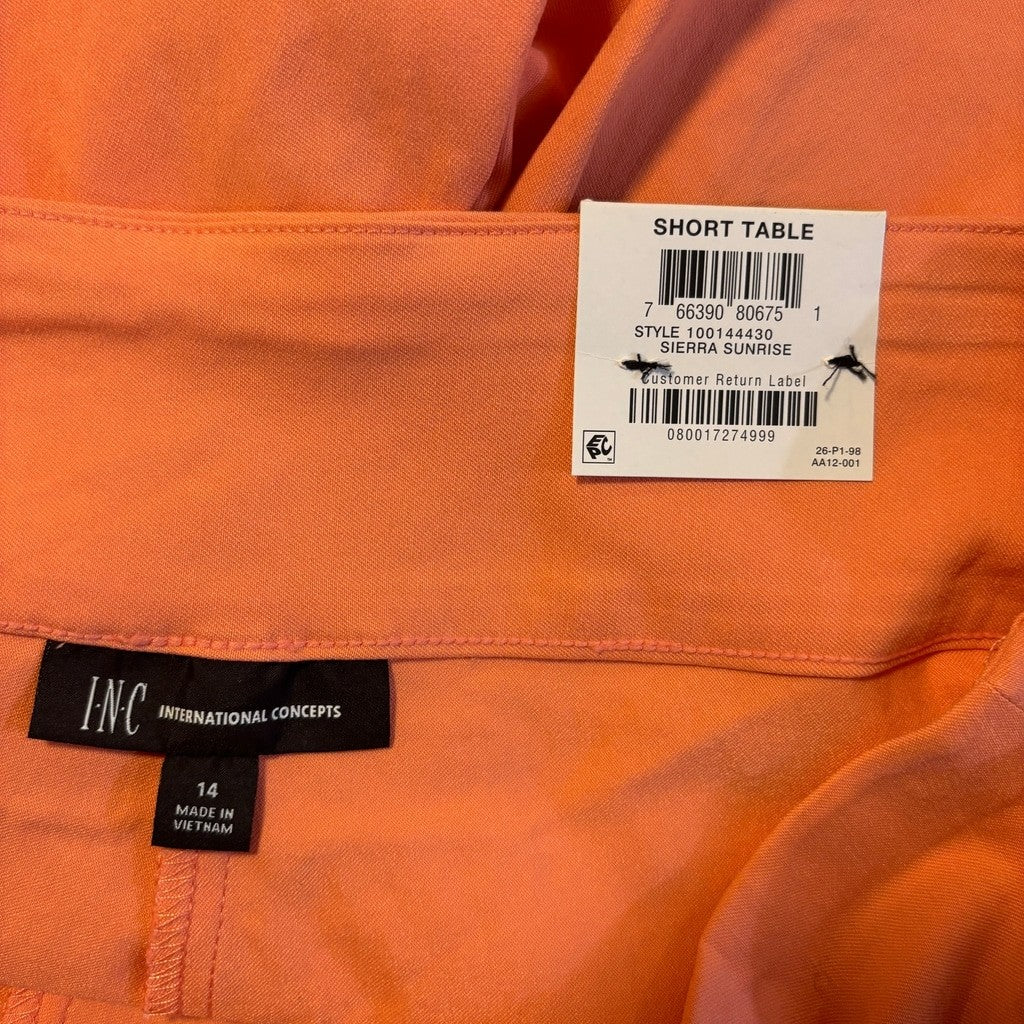 SHORT TABLE
7 66390 80675 1
STYLE 100144430
SIERRA SUNRISE
Customer Return Label
080017274999
EPC
26-P1-98
AA12-001
I·N·C INTERNATIONAL CONCEPTS
14
MADE IN
VIETNAM